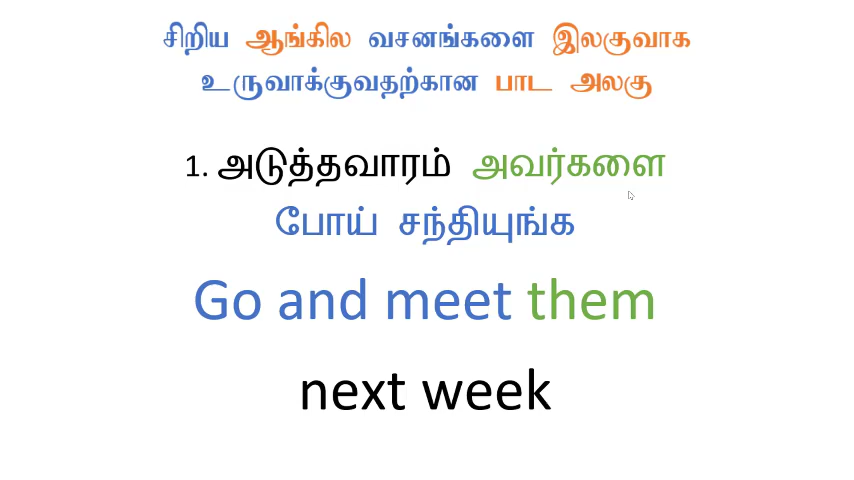 சிறிய ஆங்கில வசனங்களை இலகுவாக
உருவாக்குவதற்கான பாட அலகு
1. அடுத்தவாரம் அவர்களை
போய் சந்தியுங்க
Go and meet them
next week